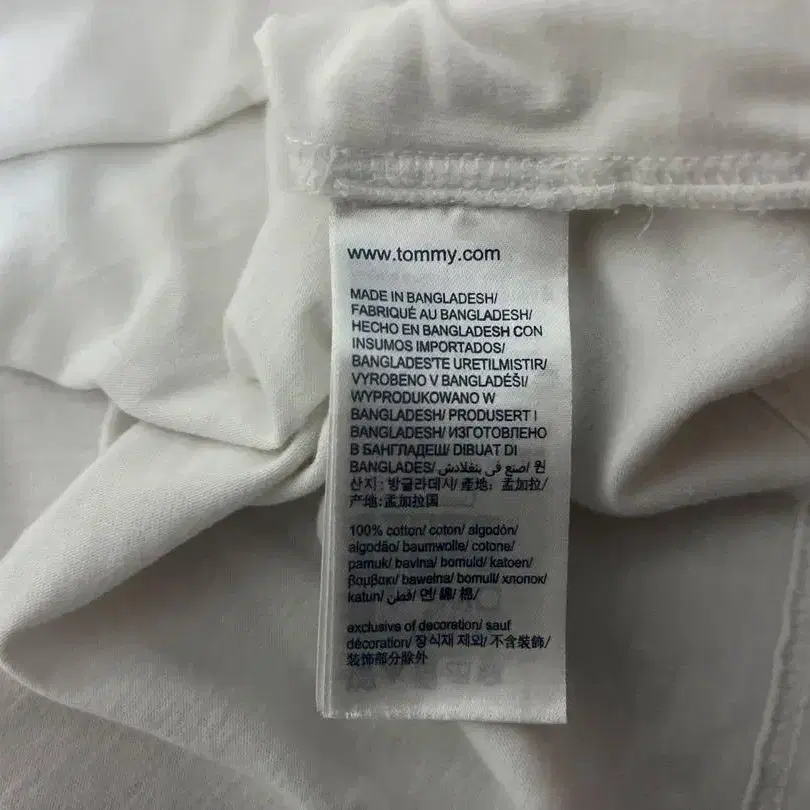 www.tommy.com
MADE IN BANGLADESH/
FABRIQUÉ AU BANGLADESH/
HECHO EN BANGLADESH CON
INSUMOS IMPORTADOS/
BANGLADES'TE URETILMISTIR/
VYROBENO V BANGLADÉŠI/
WYPRODUKOWANO W
BANGLADESH/ PRODUSERT I
BANGLADESH/ ИЗГОТОВЛЕНО
В БАНГЛАДЕШ/ DIBUAT DI
BANGLADES/ صنع في بنغلادش/ 원
산지 : 방글라데시/ 產地: 孟加拉/
产地:孟加拉国
100% cotton/ coton/ algodón/
algodão/ baumwolle/ cotone/
pamuk/ bavlna/ bomuld/ katoen/
βαμβακι/ bawełna/ bomull/ хлопок/
katun/ قطن/ 면/ 綿/ 棉/
exclusive of decoration/ sauf
décoration/ 장식재 제외/ 不含裝飾/
装饰部分除外